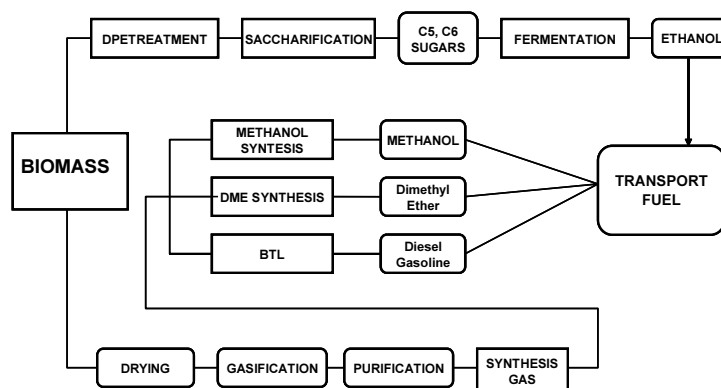 DPETREATMENT
SACCHARIFICATION
C5, C6
SUGARS
FERMENTATION
ETHANOL
BIOMASS
METHANOL
SYNTESIS
METHANOL
DME SYNTHESIS
Dimethyl
Ether
BTL
Diesel
Gasoline
TRANSPORT
FUEL
DRYING
GASIFICATION
PURIFICATION
SYNTHESIS
GAS